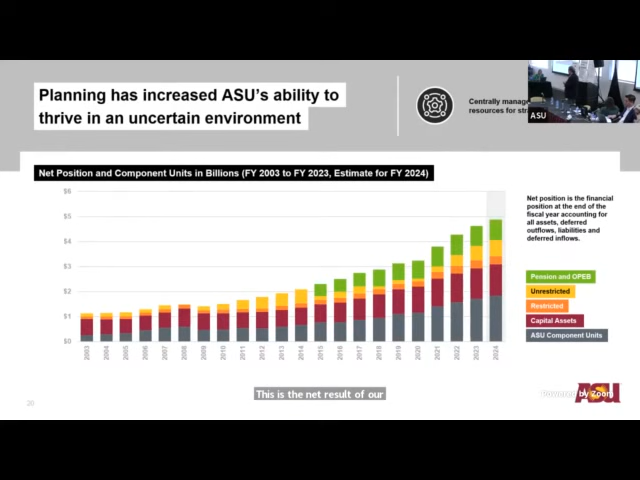 Planning has increased ASU's ability to
thrive in an uncertain environment
Centrally manage
resources for str
ASU
Net Position and Component Units in Billions (FY 2003 to FY 2023, Estimate for FY 2024)
$6
$5
$4
$3
$2
$1
$0
2003
2004
2005
2006
2007
2008
2009
2010
2011
2012
2013
2014
2015
2016
2017
2018
2019
2020
2021
2022
2023
2024
Net position is the financial
position at the end of the
fiscal year accounting for
all assets, deferred
outflows, liabilities and
deferred inflows.
Pension and OPEB
Unrestricted
Restricted
Capital Assets
ASU Component Units
This is the net result of our
20
ASU
Powered by Zoom